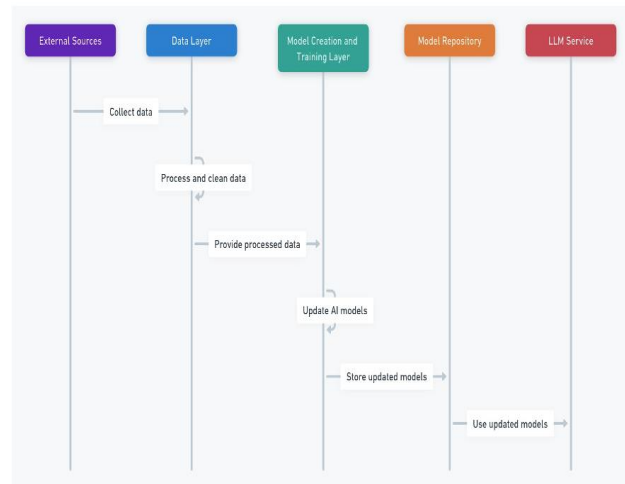 External Sources
Data Layer
Model Creation and
Training Layer
Model Repository
LLM Service
Collect data
Process and clean data
Provide processed data
Update AI models
Store updated models
Use updated models